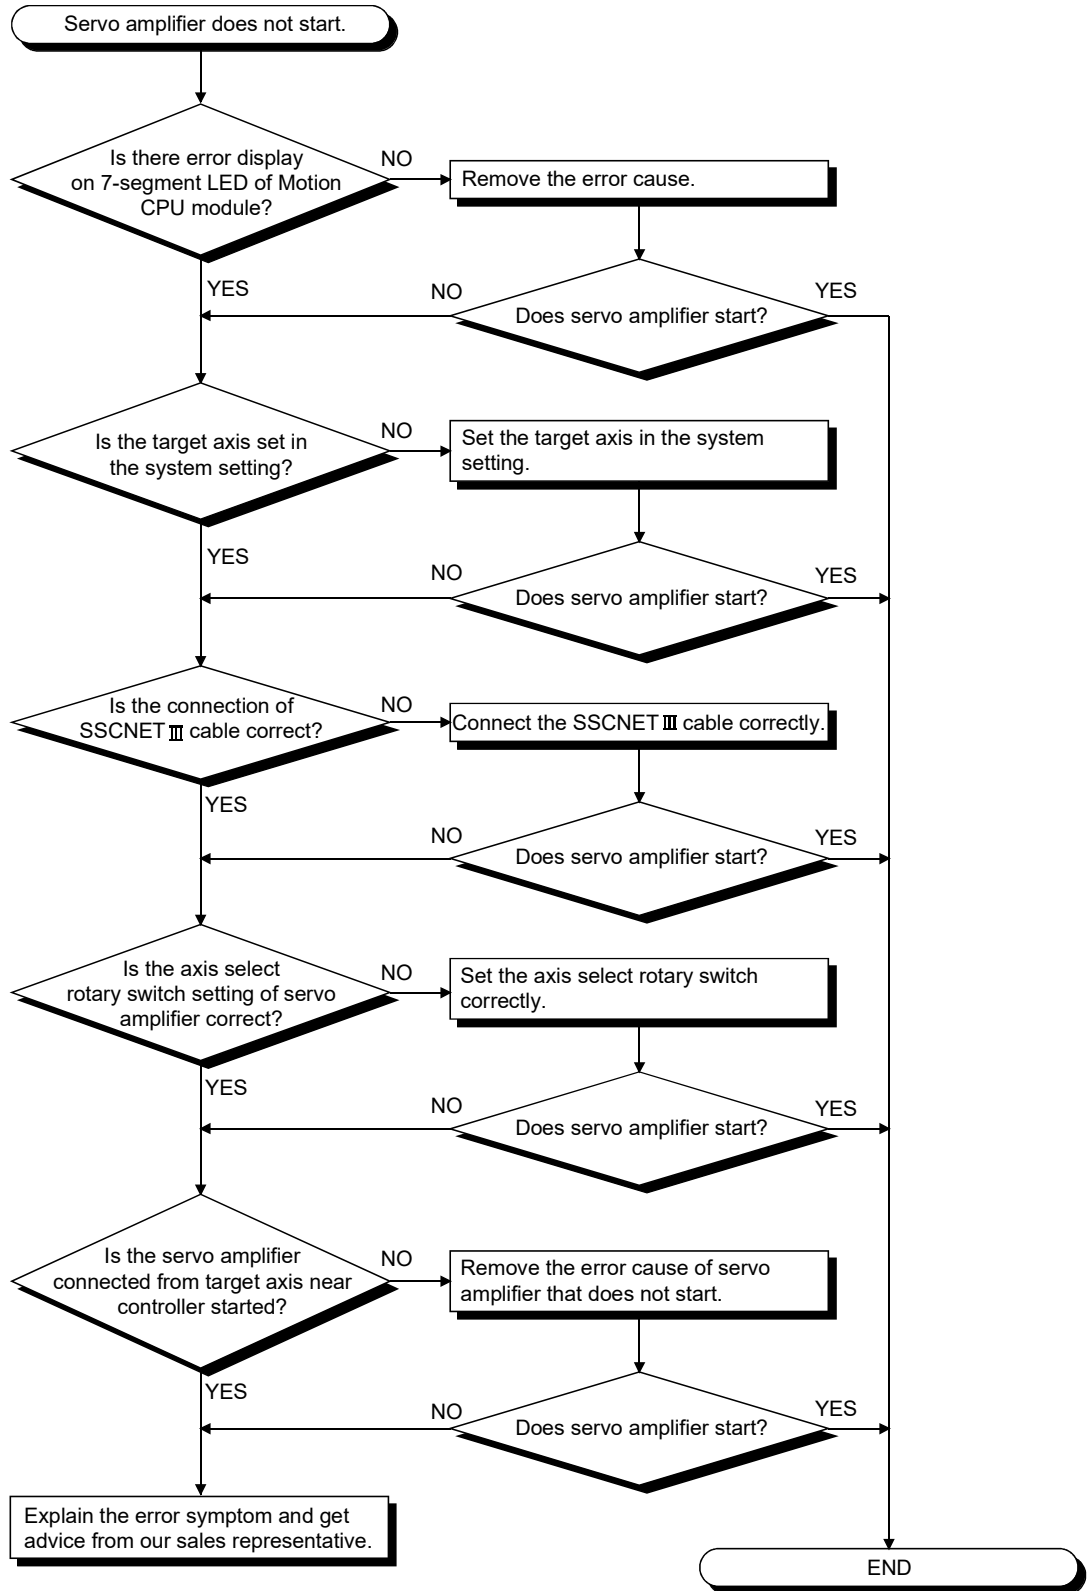 Servo amplifier does not start.
Is there error display
on 7-segment LED of Motion
CPU module?
NO
Remove the error cause.
YES
NO
Does servo amplifier start?
YES
Is the target axis set in
the system setting?
NO
Set the target axis in the system
setting.
YES
NO
Does servo amplifier start?
YES
Is the connection of
SSCNETⅢ cable correct?
NO
Connect the SSCNETⅢ cable correctly.
YES
NO
Does servo amplifier start?
YES
Is the axis select
rotary switch setting of servo
amplifier correct?
NO
Set the axis select rotary switch
correctly.
YES
NO
Does servo amplifier start?
YES
Is the servo amplifier
connected from target axis near
controller started?
NO
Remove the error cause of servo
amplifier that does not start.
YES
NO
Does servo amplifier start?
YES
Explain the error symptom and get
advice from our sales representative.
END